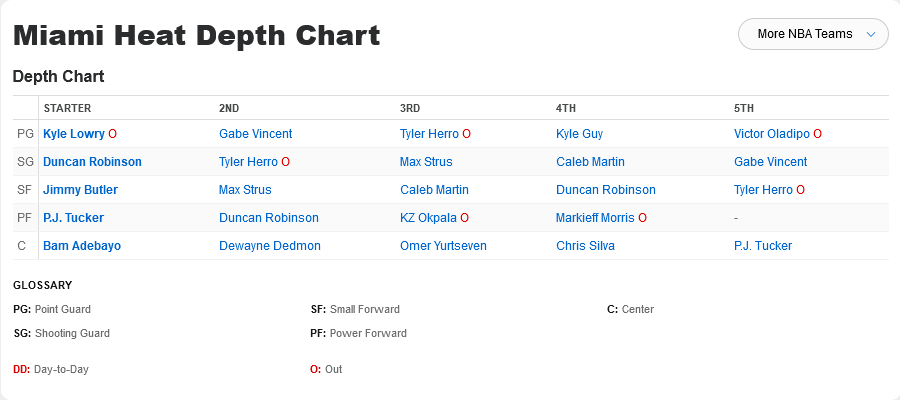 Miami Heat Depth Chart
More NBA Teams
Depth Chart
STARTER 2ND 3RD 4TH 5TH
PG Kyle Lowry O Gabe Vincent Tyler Herro O Kyle Guy Victor Oladipo O
SG Duncan Robinson Tyler Herro O Max Strus Caleb Martin Gabe Vincent
SF Jimmy Butler Max Strus Caleb Martin Duncan Robinson Tyler Herro O
PF P.J. Tucker Duncan Robinson KZ Okpala O Markieff Morris O -
C Bam Adebayo Dewayne Dedmon Omer Yurtseven Chris Silva P.J. Tucker
GLOSSARY
PG: Point Guard SF: Small Forward C: Center
SG: Shooting Guard PF: Power Forward
DD: Day-to-Day O: Out